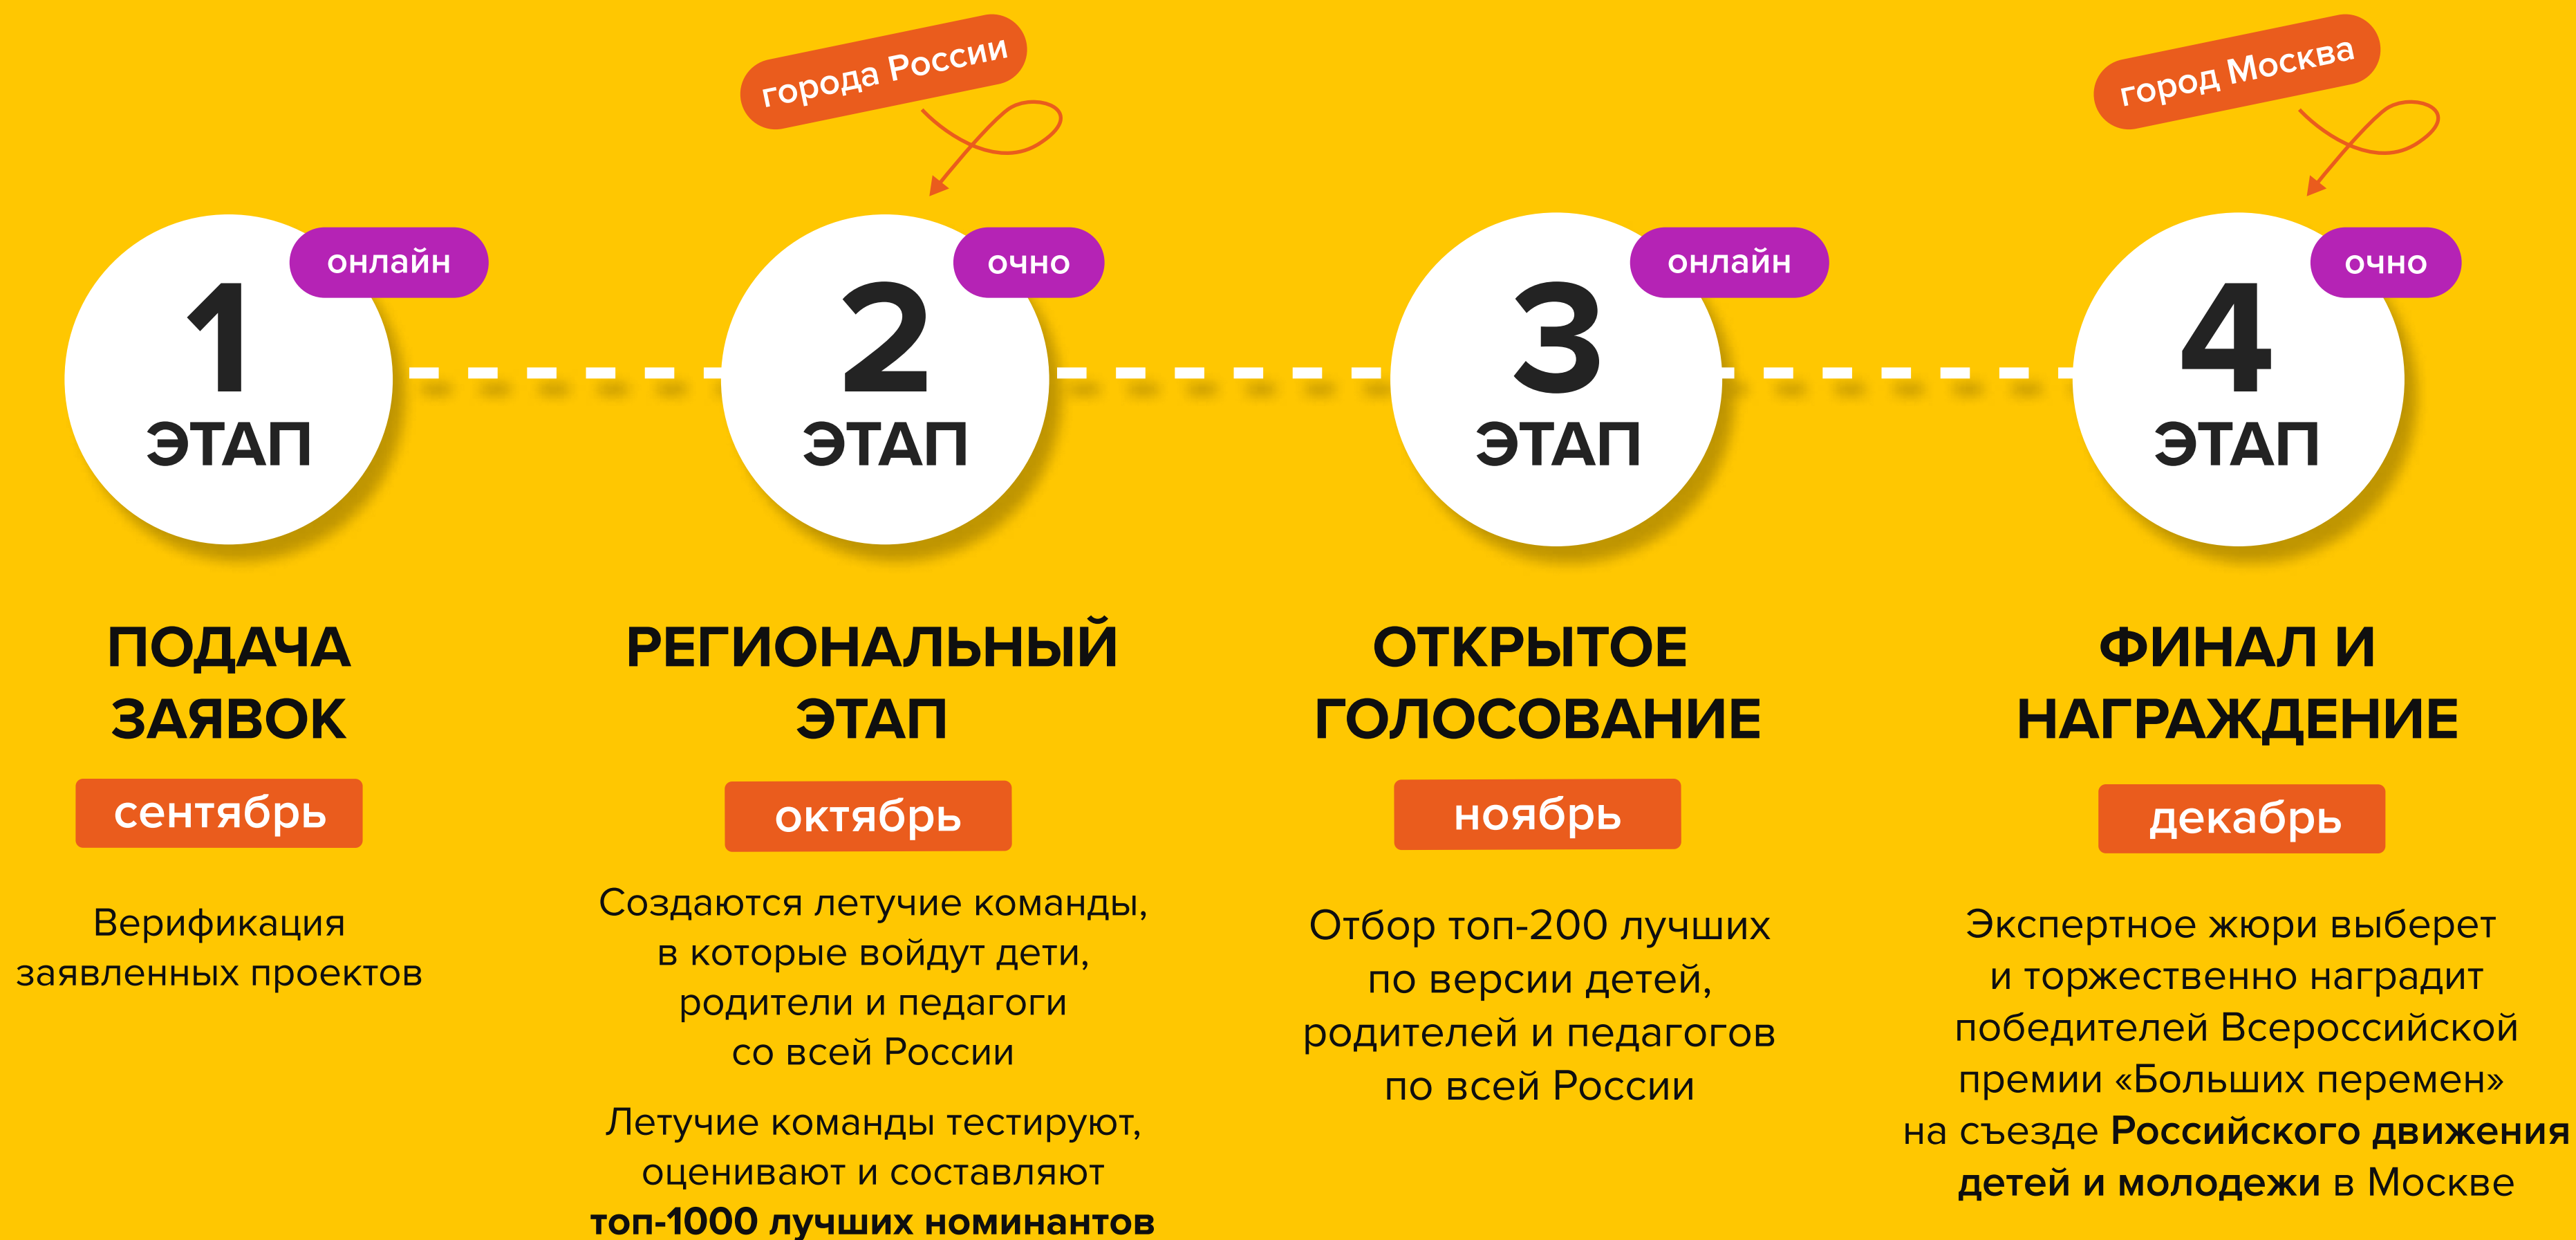 города России
город Москва
1
ЭТАП
онлайн
2
ЭТАП
очно
3
ЭТАП
онлайн
4
ЭТАП
очно
ПОДАЧА
ЗАЯВОК
сентябрь
Верификация
заявленных проектов
РЕГИОНАЛЬНЫЙ
ЭТАП
октябрь
Создаются летучие команды,
в которые войдут дети,
родители и педагоги
со всей России
Летучие команды тестируют,
оценивают и составляют
топ-1000 лучших номинантов
ОТКРЫТОЕ
ГОЛОСОВАНИЕ
ноябрь
Отбор топ-200 лучших
по версии детей,
родителей и педагогов
по всей России
ФИНАЛ И
НАГРАЖДЕНИЕ
декабрь
Экспертное жюри выберет
и торжественно наградит
победителей Всероссийской
премии «Больших перемен»
на съезде Российского движения
детей и молодежи в Москве